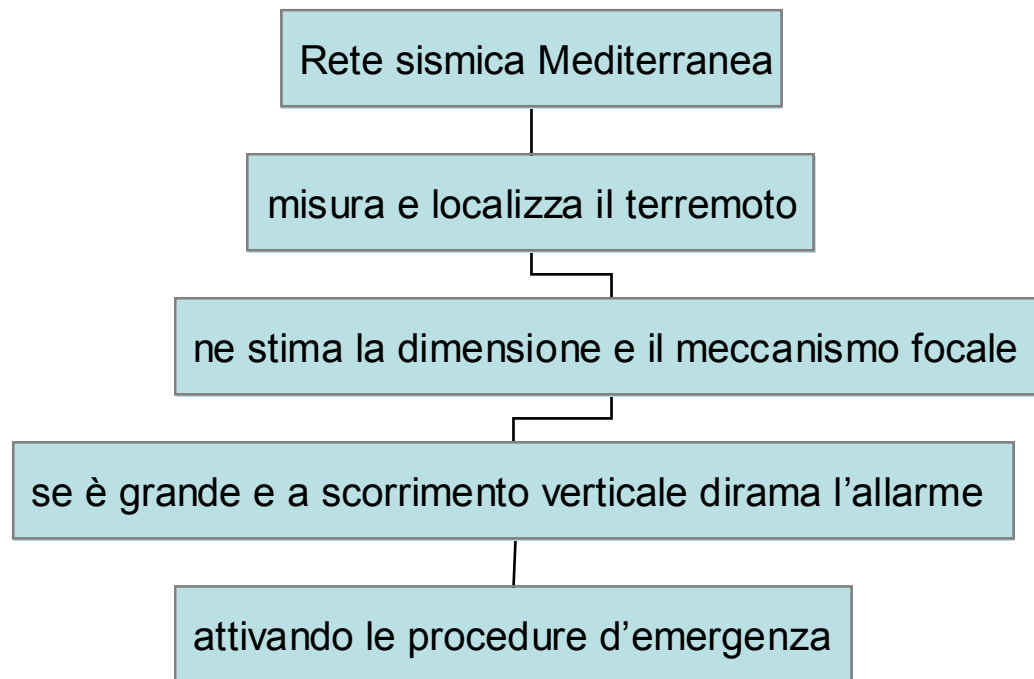 Rete sismica Mediterranea
misura e localizza il terremoto
ne stima la dimensione e il meccanismo focale
se è grande e a scorrimento verticale dirama l’allarme
attivando le procedure d’emergenza